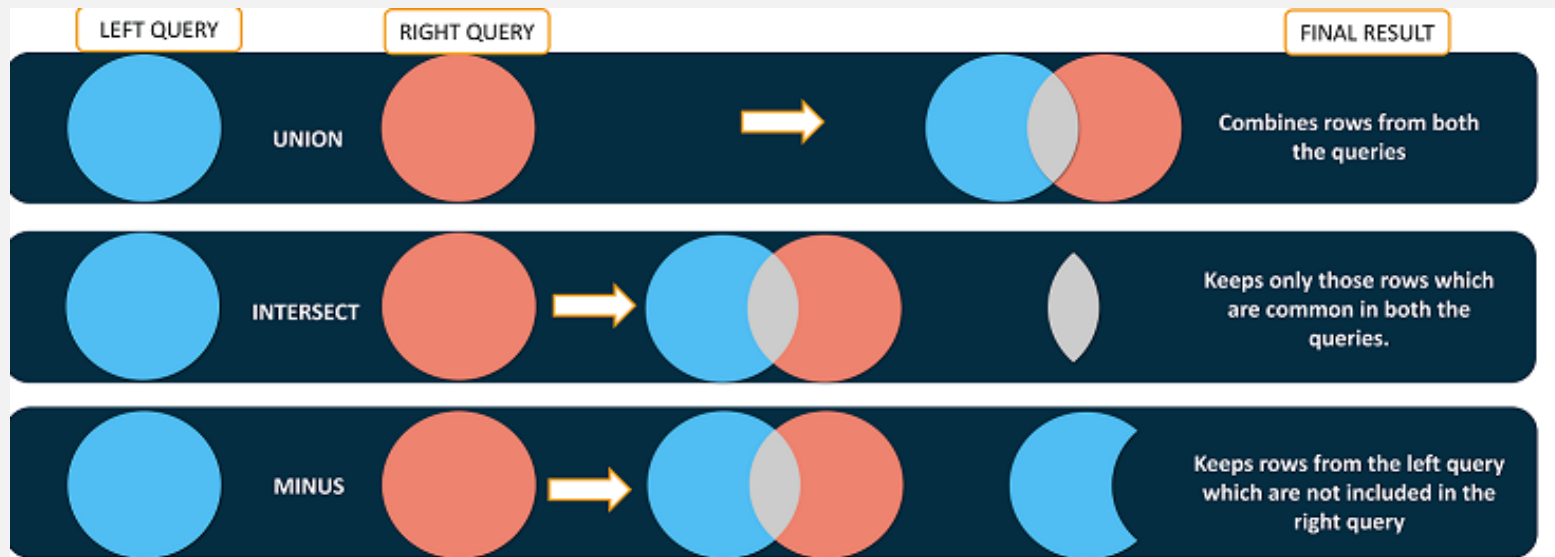 LEFT QUERY
RIGHT QUERY
FINAL RESULT
UNION
Combines rows from both
the queries
INTERSECT
Keeps only those rows which
are common in both the
queries.
MINUS
Keeps rows from the left query
which are not included in the
right query